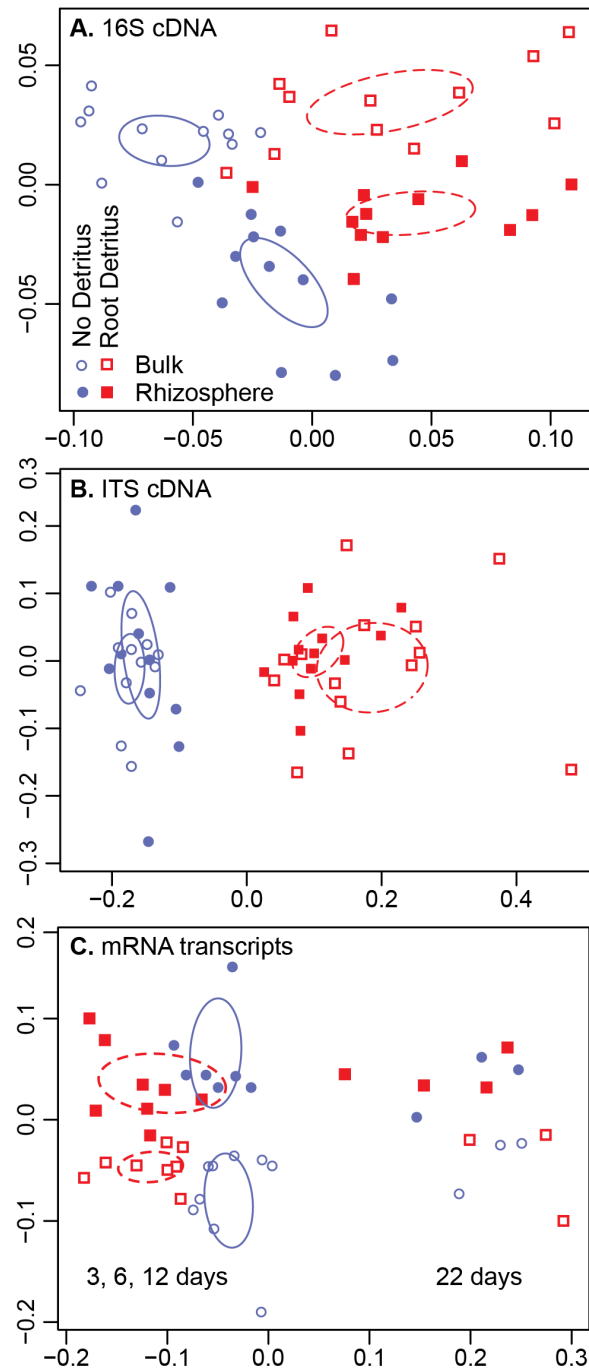 A. 16S cDNA
0.05
0.00
−0.05
No Detritus
Root Detritus
Bulk
Rhizosphere
−0.10 −0.05 0.00 0.05 0.10
B. ITS cDNA
0.3
0.2
0.1
0.0
−0.1
−0.2
−0.3
−0.2 0.0 0.2 0.4
C. mRNA transcripts
0.2
0.1
0.0
−0.1
−0.2
3, 6, 12 days 22 days
−0.2 −0.1 0.0 0.1 0.2 0.3